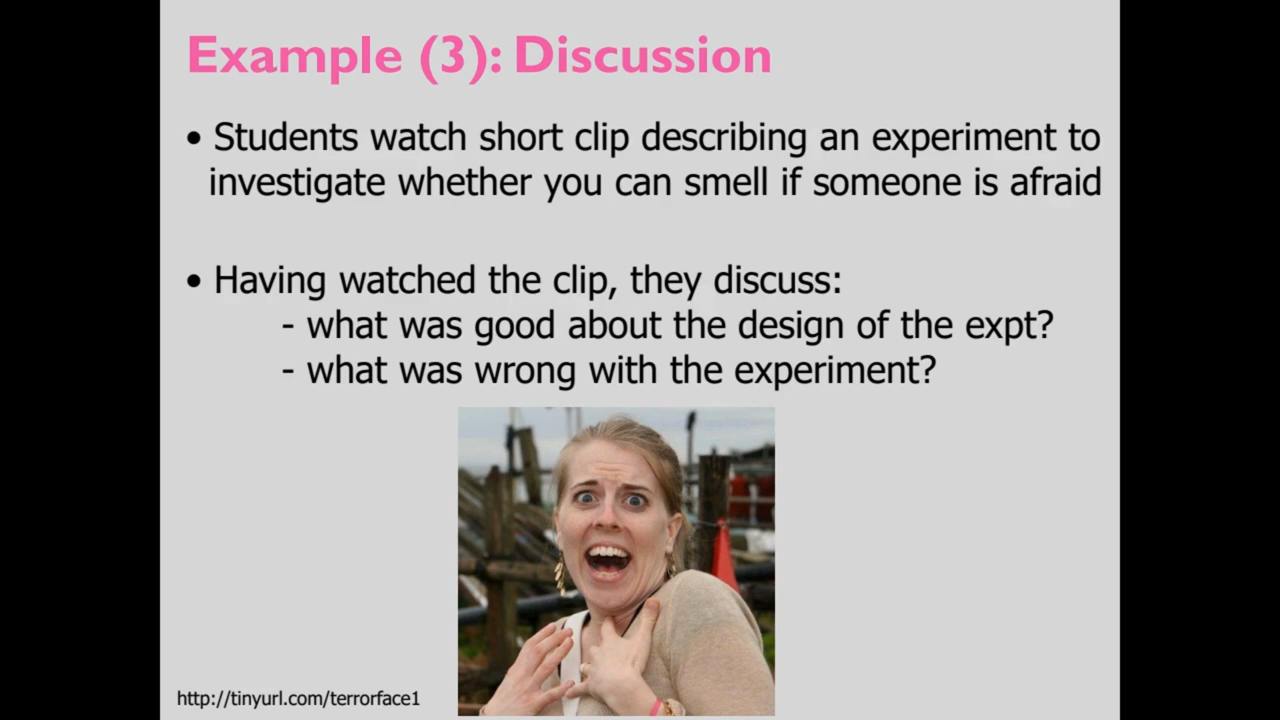 Example (3): Discussion
• Students watch short clip describing an experiment to
investigate whether you can smell if someone is afraid
• Having watched the clip, they discuss:
- what was good about the design of the expt?
- what was wrong with the experiment?
http://tinyurl.com/terrorface1